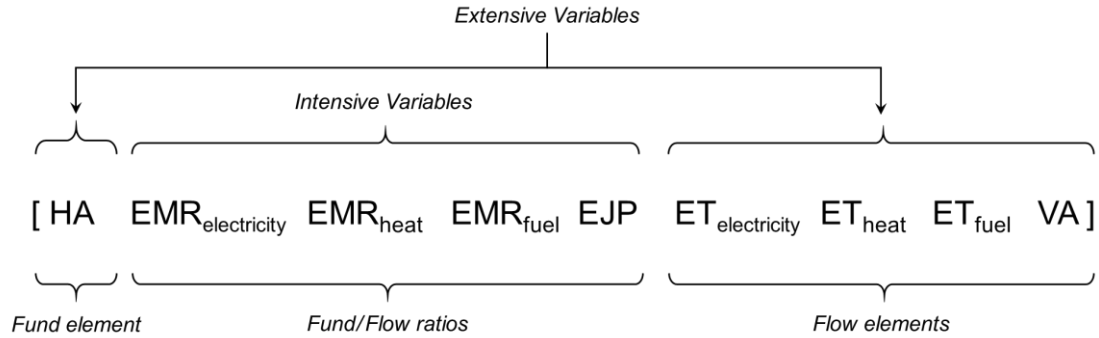 Extensive Variables
Intensive Variables
[ HA EMRelectricity EMRheat EMRfuel EJP ETelectricity ETheat ETfuel VA ]
Fund element Fund/Flow ratios Flow elements